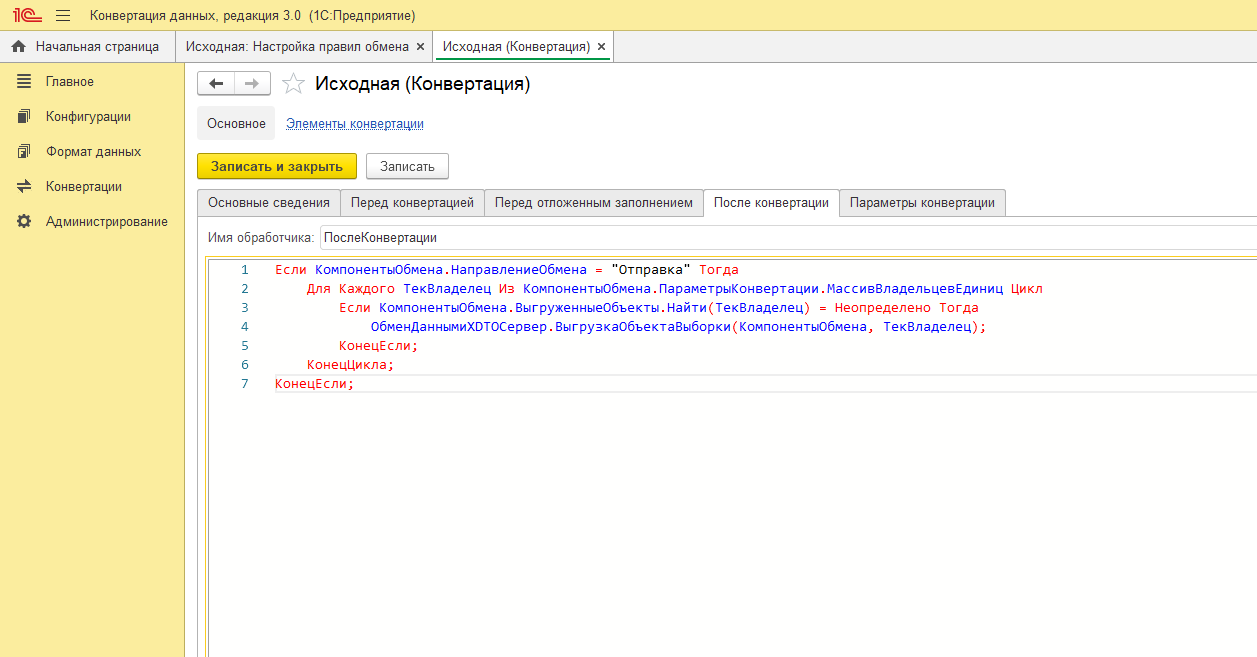 1С Конвертация данных, редакция 3.0 (1С:Предприятие)
Начальная страница Исходная: Настройка правил обмена × Исходная (Конвертация) ×
Главное
Конфигурации
Формат данных
Конвертации
Администрирование
Исходная (Конвертация)
Основное Элементы конвертации
Записать и закрыть Записать
Основные сведения Перед конвертацией Перед отложенным заполнением После конвертации Параметры конвертации
Имя обработчика: ПослеКонвертации
1 Если КомпонентыОбмена.НаправлениеОбмена = "Отправка" Тогда
2 Для Каждого ТекВладелец Из КомпонентыОбмена.ПараметрыКонвертации.МассивВладельцевЕдиниц Цикл
3 Если КомпонентыОбмена.ВыгруженныеОбъекты.Найти(ТекВладелец) = Неопределено Тогда
4 ОбменДаннымиXDTOСервер.ВыгрузкаОбъектаВыборки(КомпонентыОбмена, ТекВладелец);
5 КонецЕсли;
6 КонецЦикла;
7 КонецЕсли;